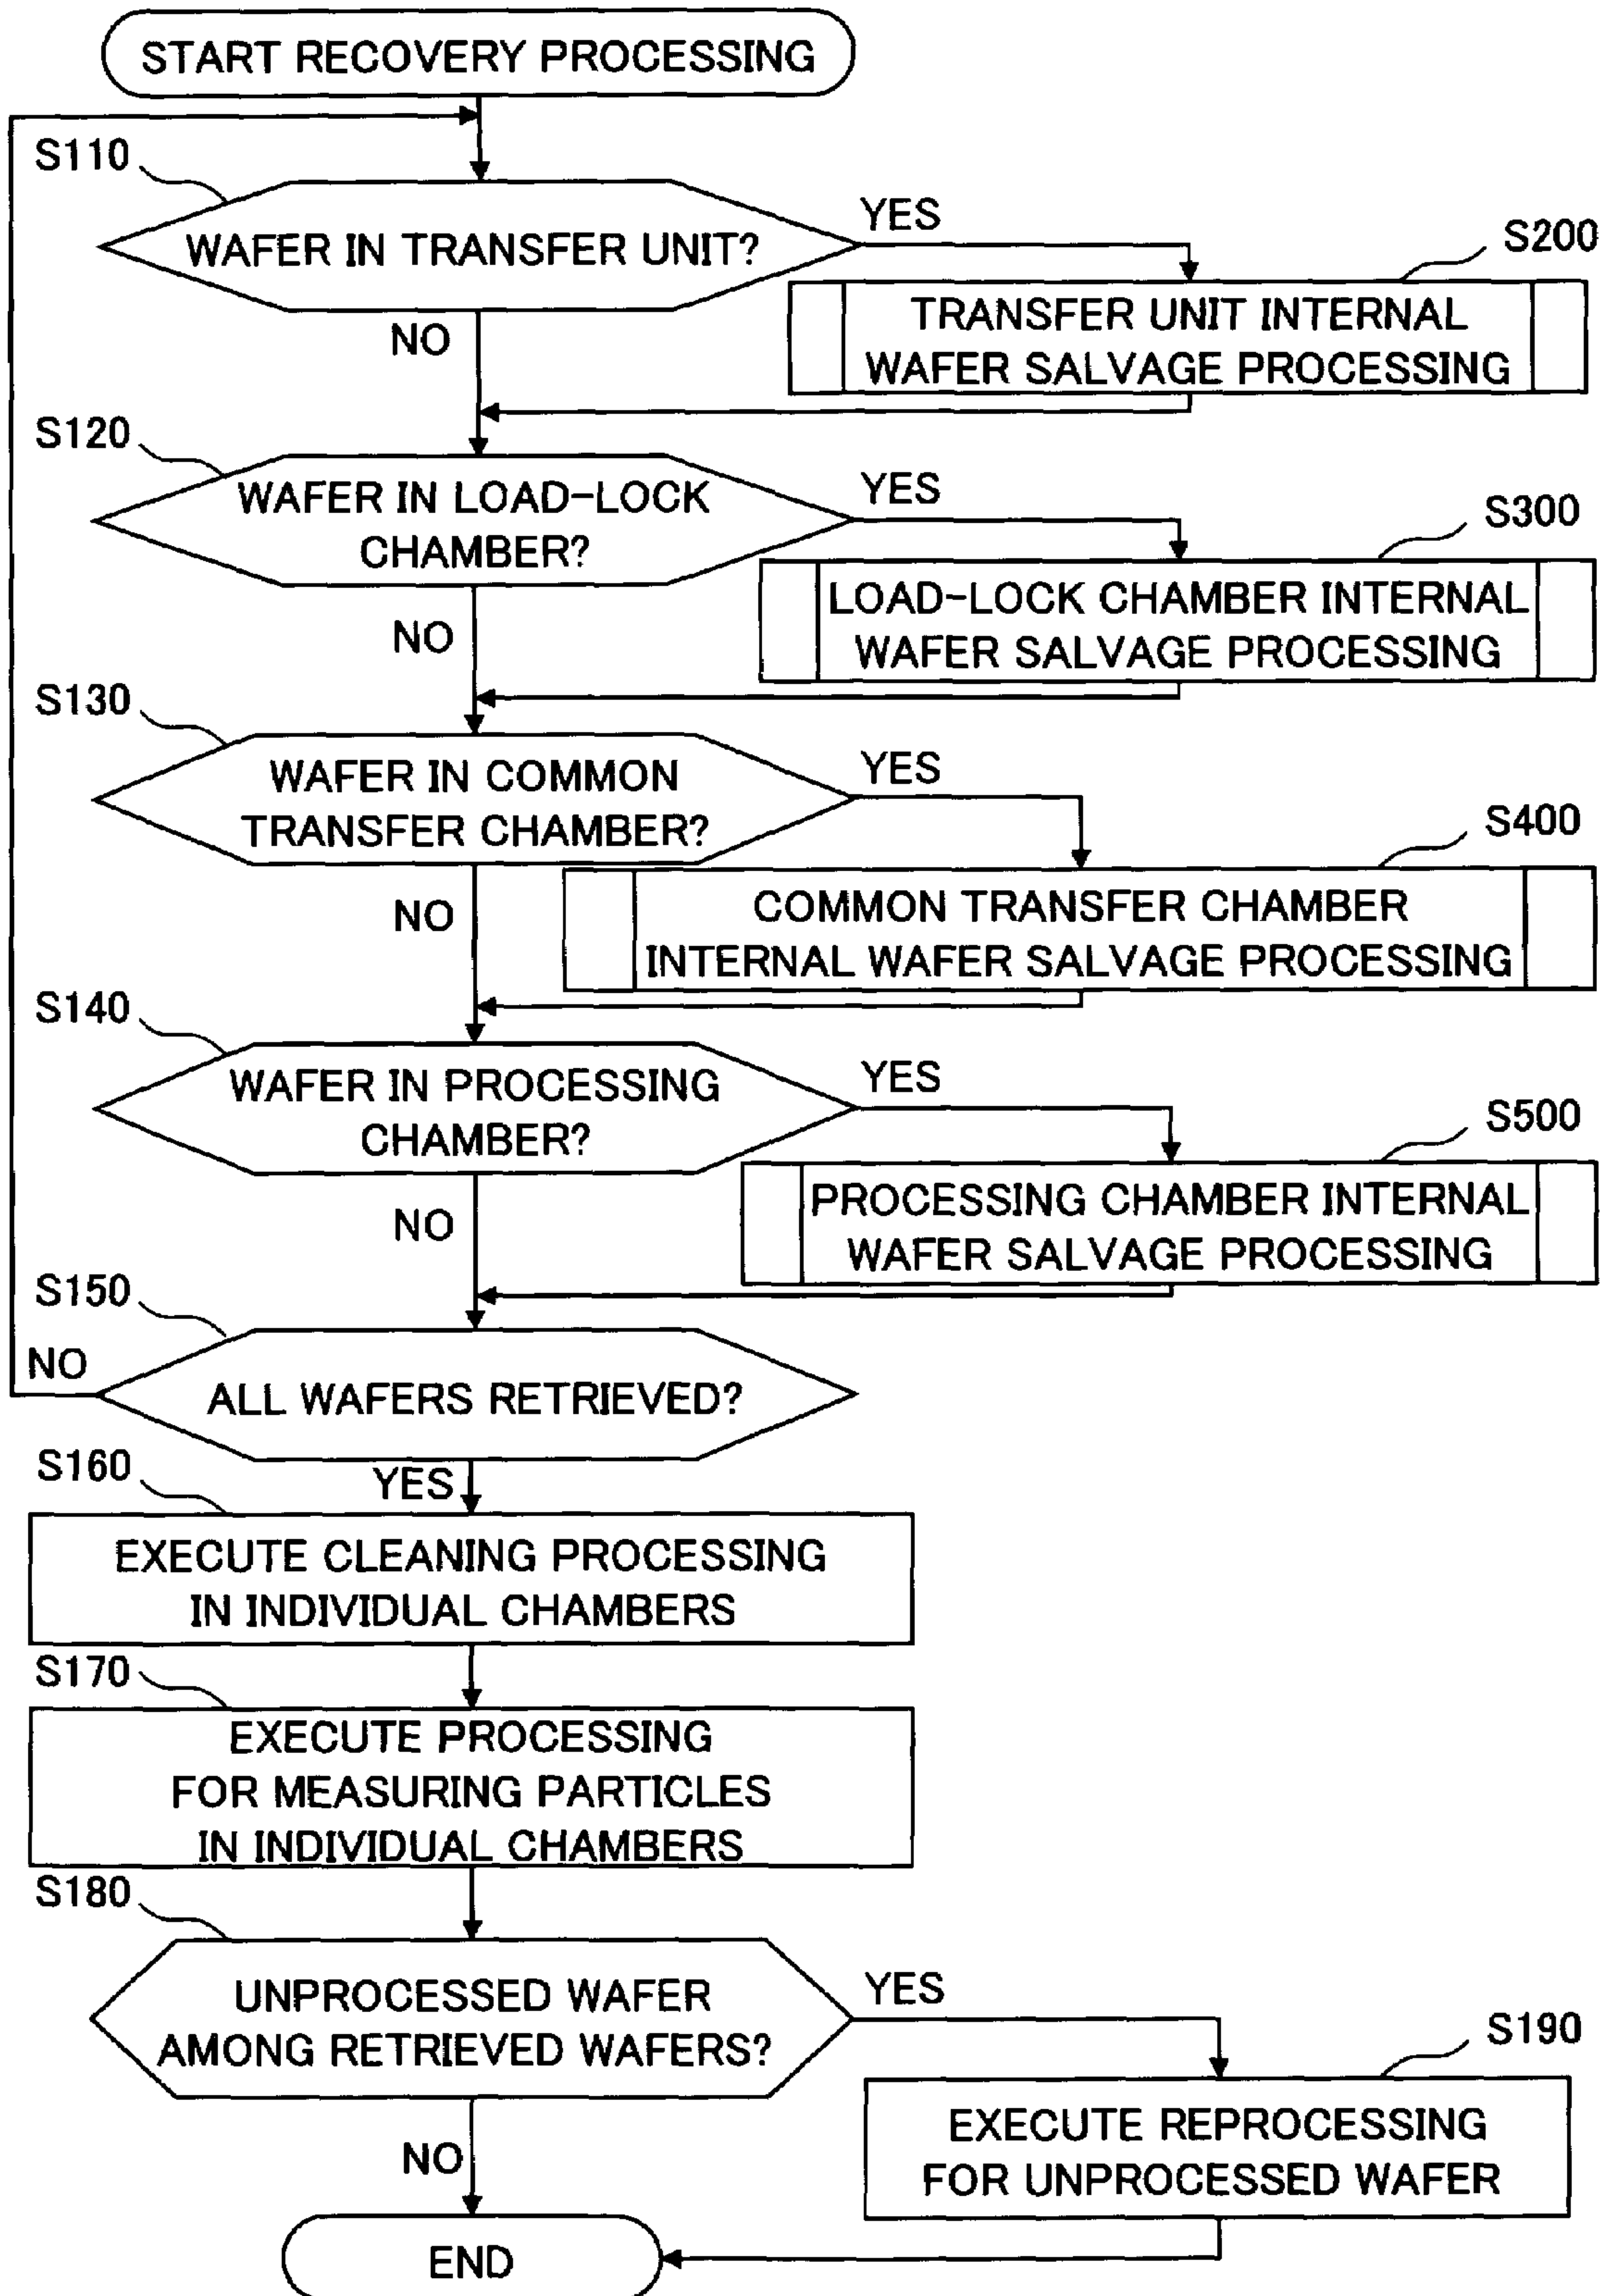 START RECOVERY PROCESSING
S110
WAFER IN TRANSFER UNIT?
YES
NO
S200
TRANSFER UNIT INTERNAL
WAFER SALVAGE PROCESSING
S120
WAFER IN LOAD-LOCK
CHAMBER?
YES
NO
S300
LOAD-LOCK CHAMBER INTERNAL
WAFER SALVAGE PROCESSING
S130
WAFER IN COMMON
TRANSFER CHAMBER?
YES
NO
S400
COMMON TRANSFER CHAMBER
INTERNAL WAFER SALVAGE PROCESSING
S140
WAFER IN PROCESSING
CHAMBER?
YES
NO
S500
PROCESSING CHAMBER INTERNAL
WAFER SALVAGE PROCESSING
S150
NO
ALL WAFERS RETRIEVED?
YES
S160
EXECUTE CLEANING PROCESSING
IN INDIVIDUAL CHAMBERS
S170
EXECUTE PROCESSING
FOR MEASURING PARTICLES
IN INDIVIDUAL CHAMBERS
S180
UNPROCESSED WAFER
AMONG RETRIEVED WAFERS?
YES
NO
S190
EXECUTE REPROCESSING
FOR UNPROCESSED WAFER
END